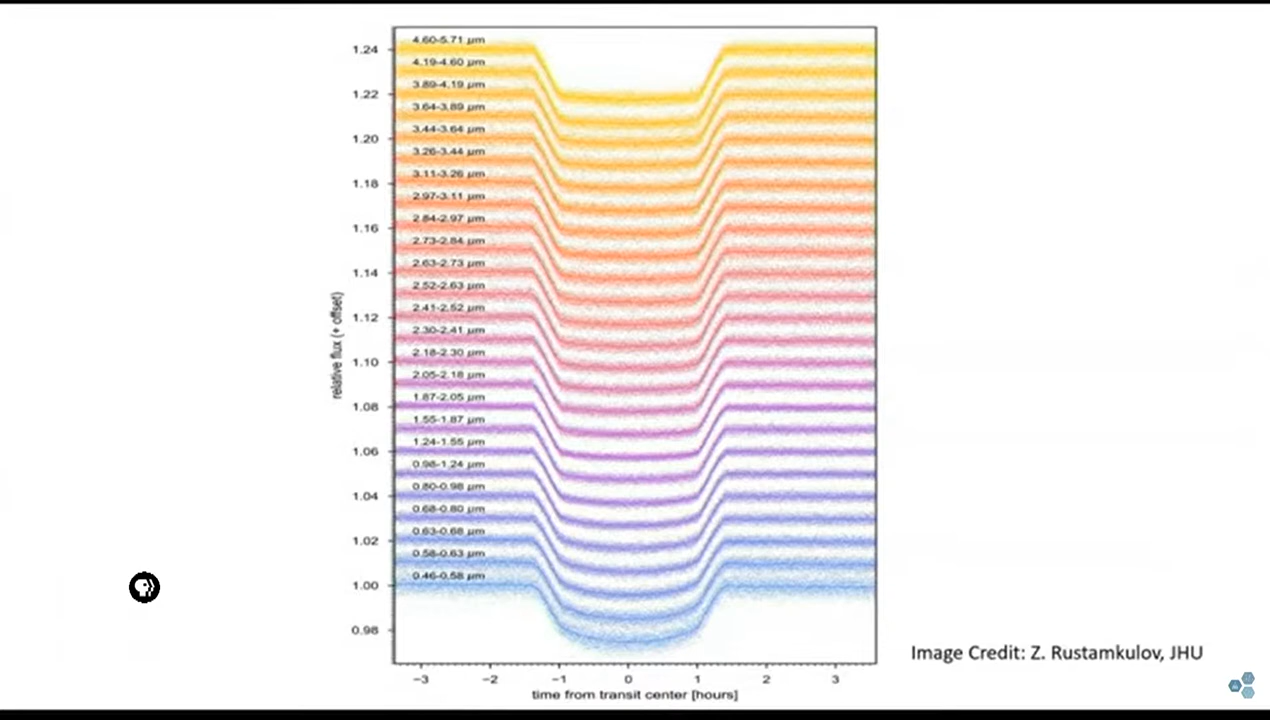 4.60-5.71 μm
1.24
4.19-4.60 μm
3.89-4.19 μm
1.22
3.64-3.89 μm
3.44-3.64 μm
1.20
3.26-3.44 μm
3.11-3.26 μm
1.18
2.97-3.11 μm
2.84-2.97 μm
1.16
2.73-2.84 μm
2.63-2.73 μm
1.14
2.52-2.63 μm
2.41-2.52 μm
1.12
2.30-2.41 μm
2.18-2.30 μm
1.10
2.05-2.18 μm
1.87-2.05 μm
1.08
1.55-1.87 μm
1.24-1.55 μm
1.06
0.98-1.24 μm
0.80-0.98 μm
1.04
0.68-0.80 μm
0.63-0.68 μm
1.02
0.58-0.63 μm
0.46-0.58 μm
1.00
0.98
relative flux (+ offset)
−3 −2 −1 0 1 2 3
time from transit center [hours]
Image Credit: Z. Rustamkulov, JHU